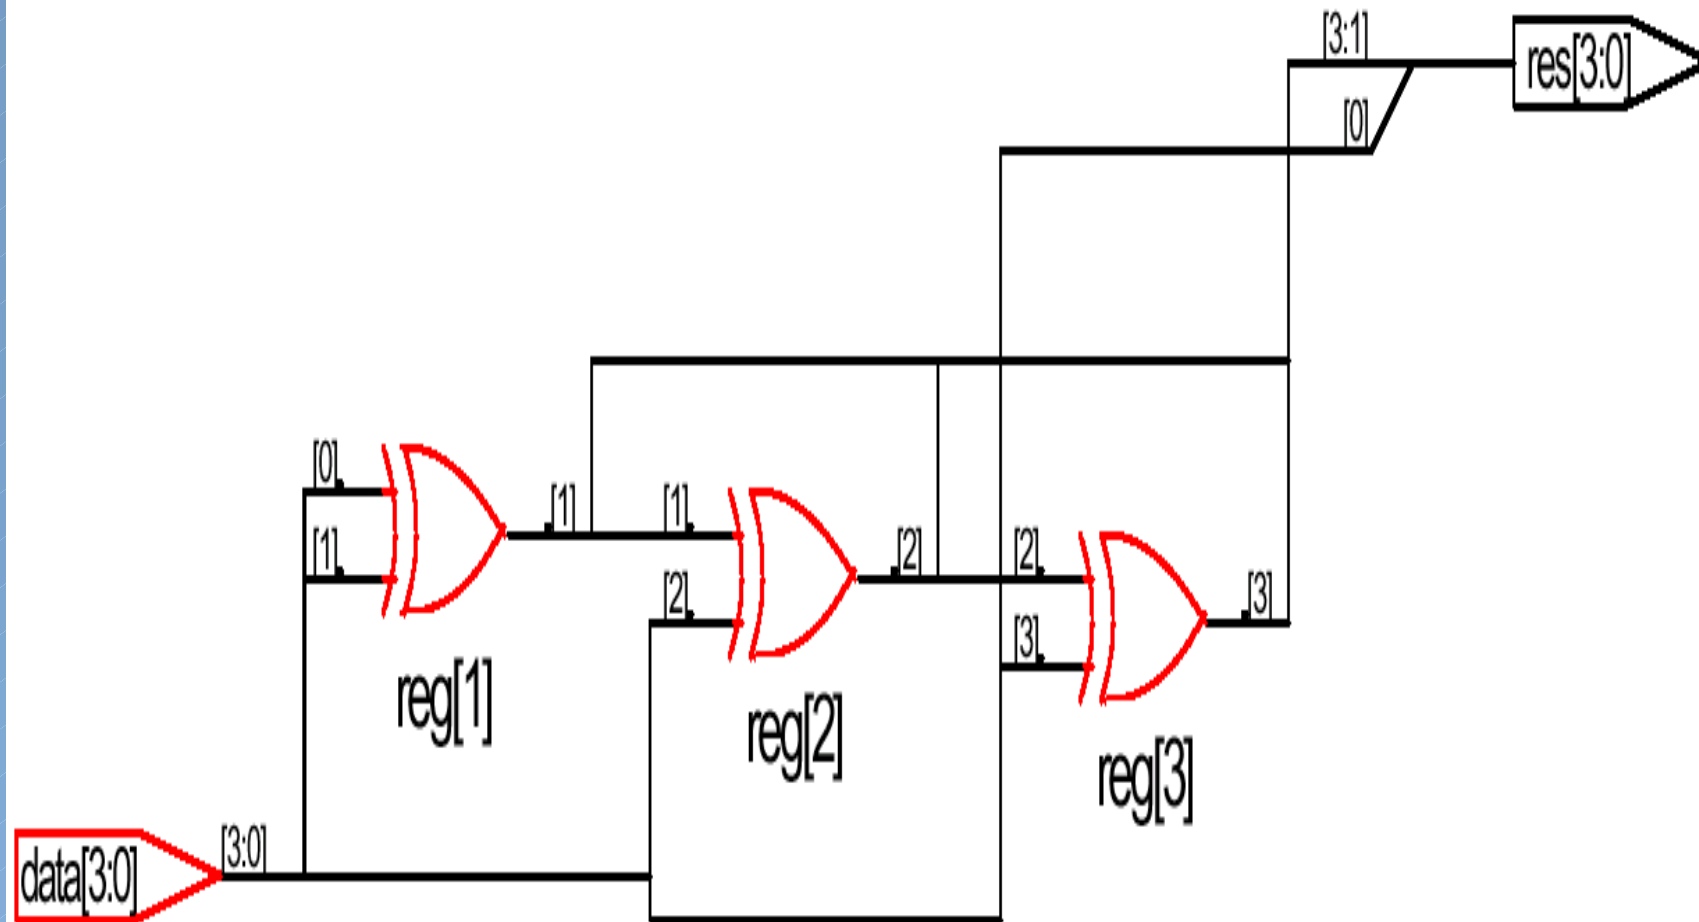 [3:1]
res[3:0]
[0]
[0]
[1]
[1]
[1]
[2]
[2]
[2]
[3]
[3]
reg[1]
reg[2]
reg[3]
[3:0]
data[3:0]